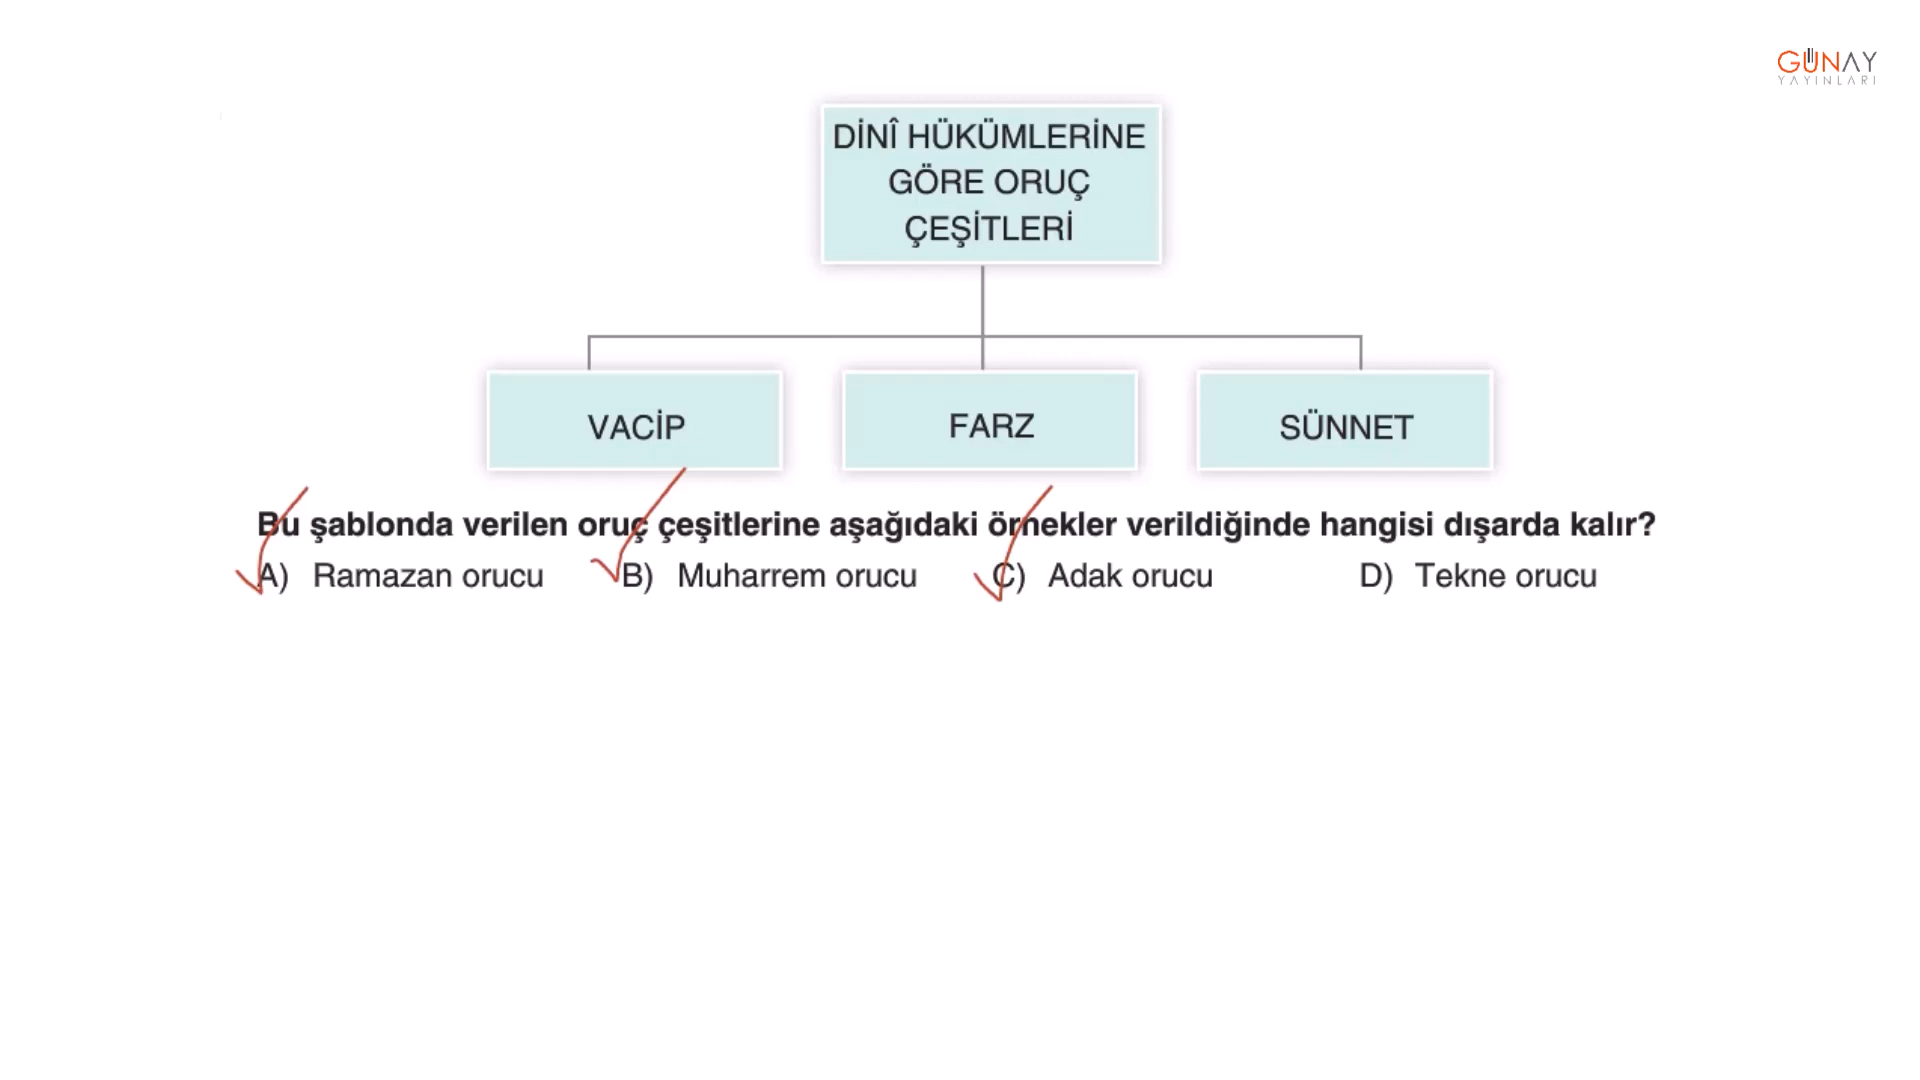 GÜNAY
YAYINLARI
DİNÎ HÜKÜMLERİNE
GÖRE ORUÇ
ÇEŞİTLERİ
VACİP
FARZ
SÜNNET
Bu şablonda verilen oruç çeşitlerine aşağıdaki örnekler verildiğinde hangisi dışarda kalır?
A) Ramazan orucu B) Muharrem orucu C) Adak orucu D) Tekne orucu